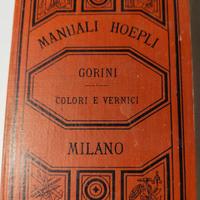 MANUALI HOEPLI
GORINI
COLORI E VERNICI
MILANO